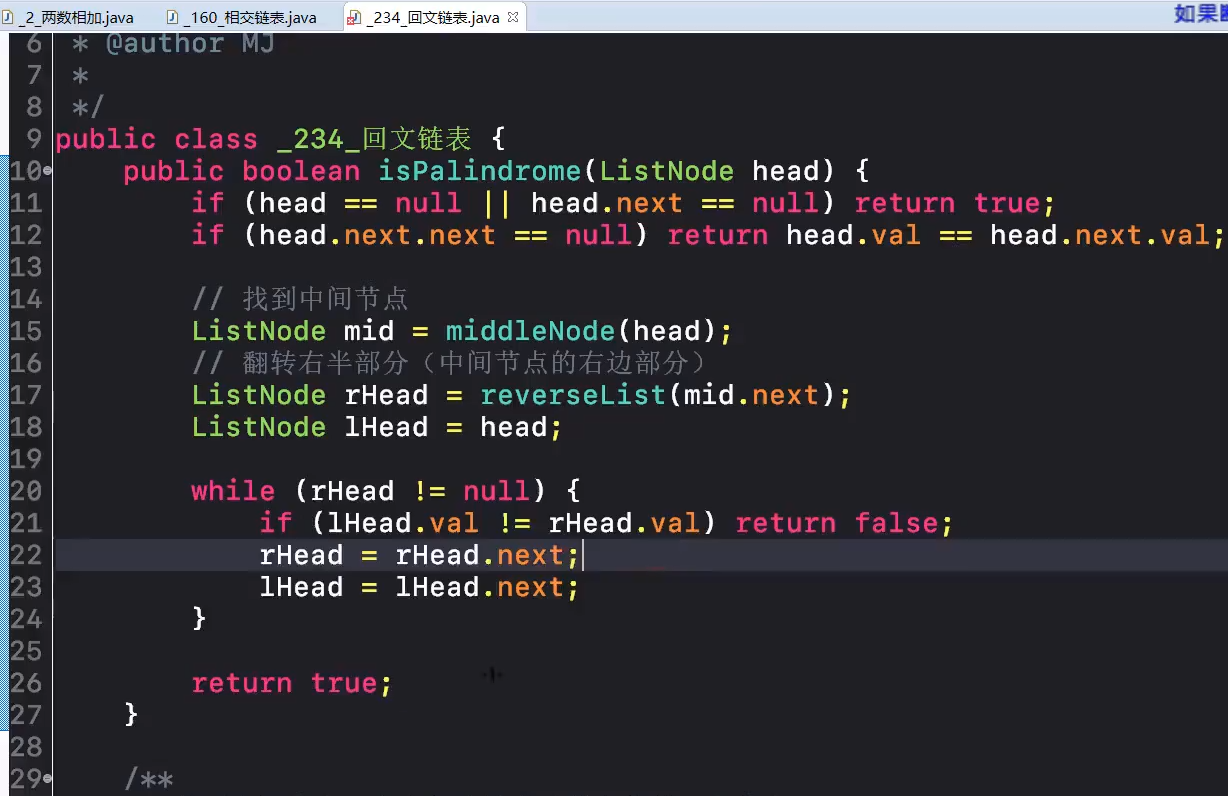 _2_两数相加.java _160_相交链表.java _234_回文链表.java 如果
6 * @author MJ
7 *
8 */
9 public class _234_回文链表 {
10 public boolean isPalindrome(ListNode head) {
11 if (head == null || head.next == null) return true;
12 if (head.next.next == null) return head.val == head.next.val;
13
14 // 找到中间节点
15 ListNode mid = middleNode(head);
16 // 翻转右半部分（中间节点的右边部分）
17 ListNode rHead = reverseList(mid.next);
18 ListNode lHead = head;
19
20 while (rHead != null) {
21 if (lHead.val != rHead.val) return false;
22 rHead = rHead.next;
23 lHead = lHead.next;
24 }
25
26 return true;
27 }
28
29 /**